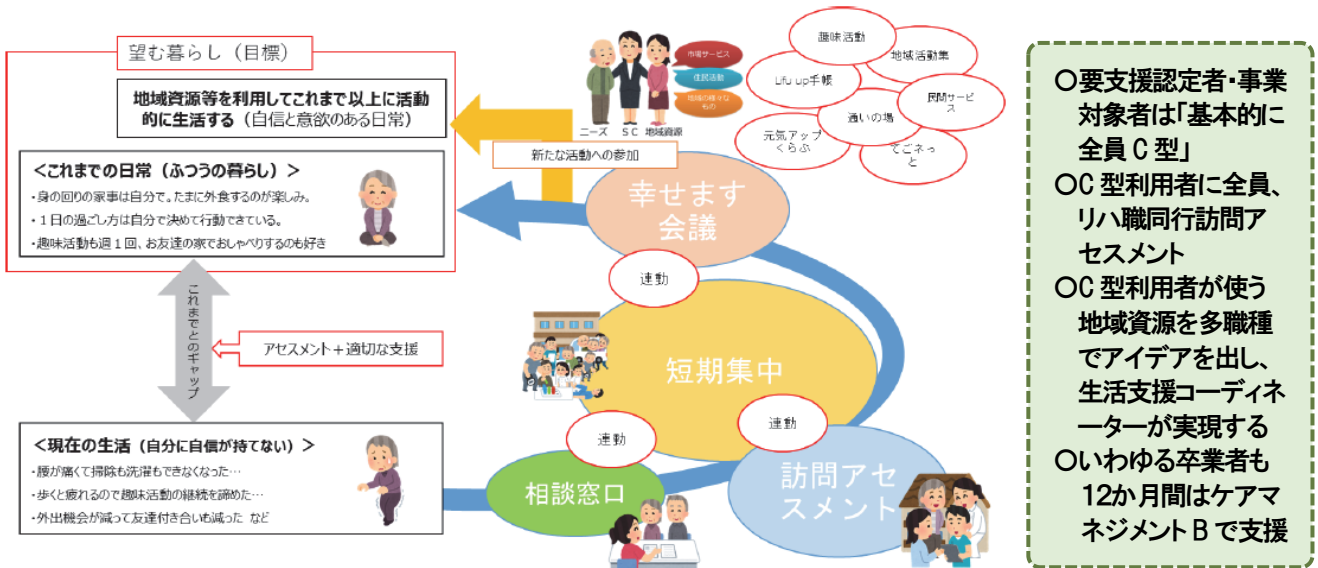 望む暮らし（目標）
地域資源等を利用してこれまで以上に活動
的に生活する（自信と意欲のある日常）
＜これまでの日常（ふつうの暮らし）＞
・身の回りの家事は自分で。たまに外食するのが楽しみ。
・１日の過ごし方は自分で決めて行動できている。
・趣味活動も週１回、お友達の家でおしゃべりするのも好き
これまでとのギャップ
アセスメント＋適切な支援
＜現在の生活（自分に自信が持てない）＞
・腰が痛くて掃除も洗濯もできなくなった…
・歩くと疲れるので趣味活動の継続を諦めた…
・外出機会が減って友達付き合いも減った など
市場サービス
住民活動
地域の様々な
もの
ニーズ ＳＣ 地域資源
新たな活動への参加
趣味活動
地域活動集
Lifu up手帳
民間サービ
ス
通いの場
元気アップ
くらぶ
てごネっ
と
幸せます
会議
連動
短期集中
連動
連動
相談窓口
訪問アセ
スメント
〇要支援認定者・事業
対象者は「基本的に
全員C型」
〇C型利用者に全員、
リハ職同行訪問ア
セスメント
〇C型利用者が使う
地域資源を多職種
でアイデアを出し、
生活支援コーディネ
ーターが実現する
〇いわゆる卒業者も
12か月間はケアマ
ネジメントBで支援